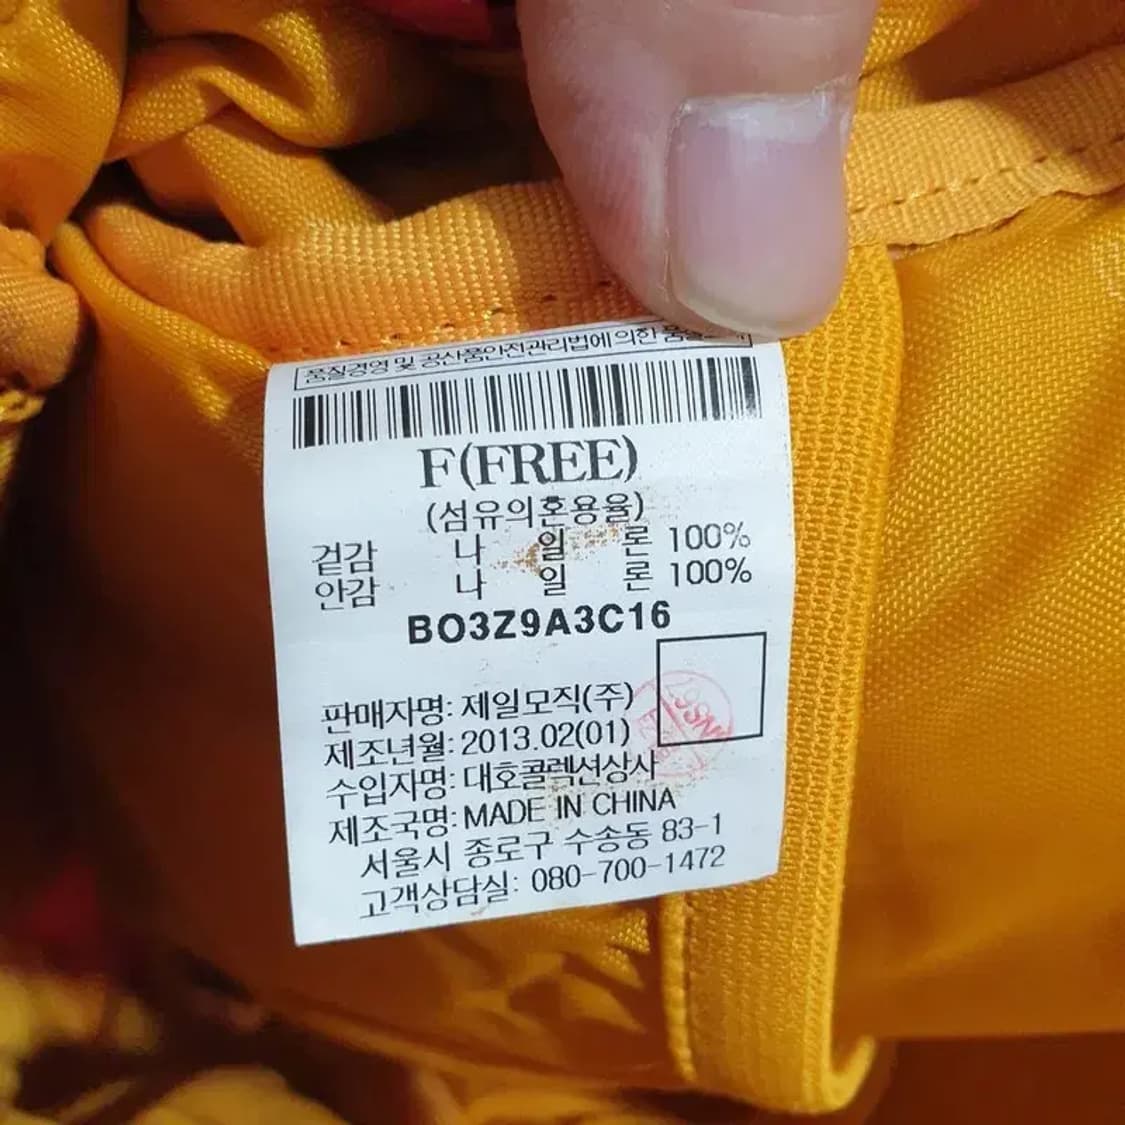 품질경영 및 공산품안전관리법에 의한
F(FREE)
(섬유의혼용율)
겉감 나 일 론 100%
안감 나 일 론 100%
BO3Z9A3C16
판매자명: 제일모직(주)
제조년월: 2013.02(01)
수입자명: 대호콜렉션상사
제조국명: MADE IN CHINA
서울시 종로구 수송동 83-1
고객상담실: 080-700-1472